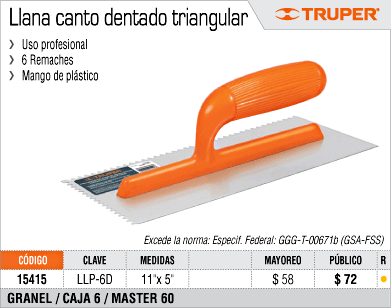 Llana canto dentado triangular
TRUPER®
Uso profesional
6 Remaches
Mango de plástico
Excede la norma: Especif. Federal: GGG-T-00671b (GSA-FSS)
CÓDIGO CLAVE MEDIDAS MAYOREO PÚBLICO R
15415 LLP-6D 11"x 5" $ 58 $ 72
GRANEL / CAJA 6 / MASTER 60